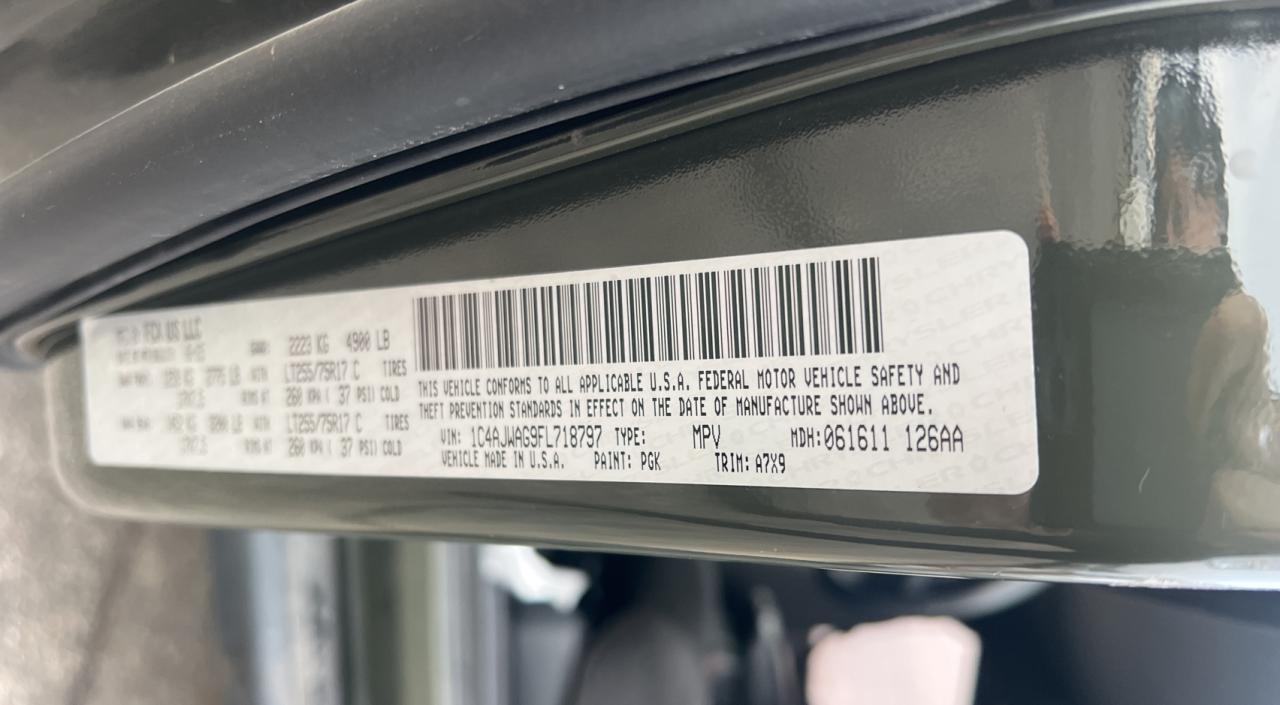 FCA US LLC
2223 KG 4900 LB
LT255/75R17 C TIRES
260 KPA ( 37 PSI) COLD
LT255/75R17 C TIRES
260 KPA ( 37 PSI) COLD
THIS VEHICLE CONFORMS TO ALL APPLICABLE U.S.A. FEDERAL MOTOR VEHICLE SAFETY AND
THEFT PREVENTION STANDARDS IN EFFECT ON THE DATE OF MANUFACTURE SHOWN ABOVE.
VIN: 1C4AJWAG9FL718797 TYPE: MPV MDH:061611 126AA
VEHICLE MADE IN U.S.A. PAINT: PGK TRIM: A7X9